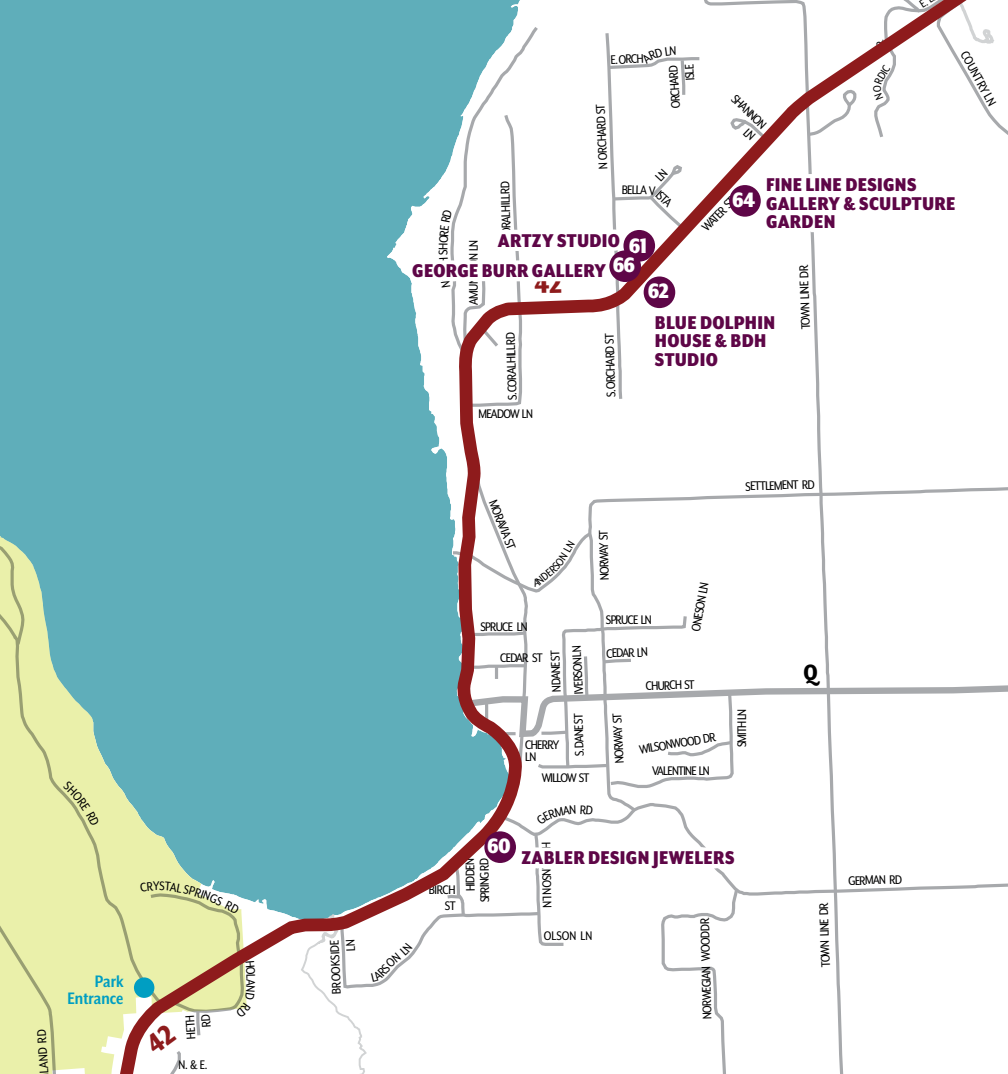 E. ORCHARD LN
ORCHARD
ISLE
N ORCHARD ST
SHANNON
LN
NORDIC
COUNTRY LN
BELLA VISTA
LN
WATER
64
FINE LINE DESIGNS
GALLERY & SCULPTURE
GARDEN
ARTZY STUDIO
61
GEORGE BURR GALLERY
66
42
62
BLUE DOLPHIN
HOUSE & BDH
STUDIO
SHORE RD
TOWN LINE DR
S. ORCHARD ST
S. CORALHILL RD
MEADOW LN
SETTLEMENT RD
MORAVIA ST
ANDERSON LN
NORWAY ST
ONESON LN
SPRUCE LN
SPRUCE LN
CEDAR ST
N DANE ST
IVERSON LN
CEDAR LN
CHURCH ST
Q
S. DANE ST
NORWAY ST
SMITH LN
CHERRY
LN
WILSONWOOD DR
WILLOW ST
VALENTINE LN
GERMAN RD
60
ZABLER DESIGN JEWELERS
SHORE RD
CRYSTAL SPRINGS RD
BIRCH
ST
HIDDEN
SPRING RD
GERMAN RD
OLSON LN
BROOKSIDE
LN
LARSON LN
NORWEGIAN WOOD DR
TOWN LINE DR
Park
Entrance
HOLAND RD
42
HETH
RD
LAND RD
N. & E.